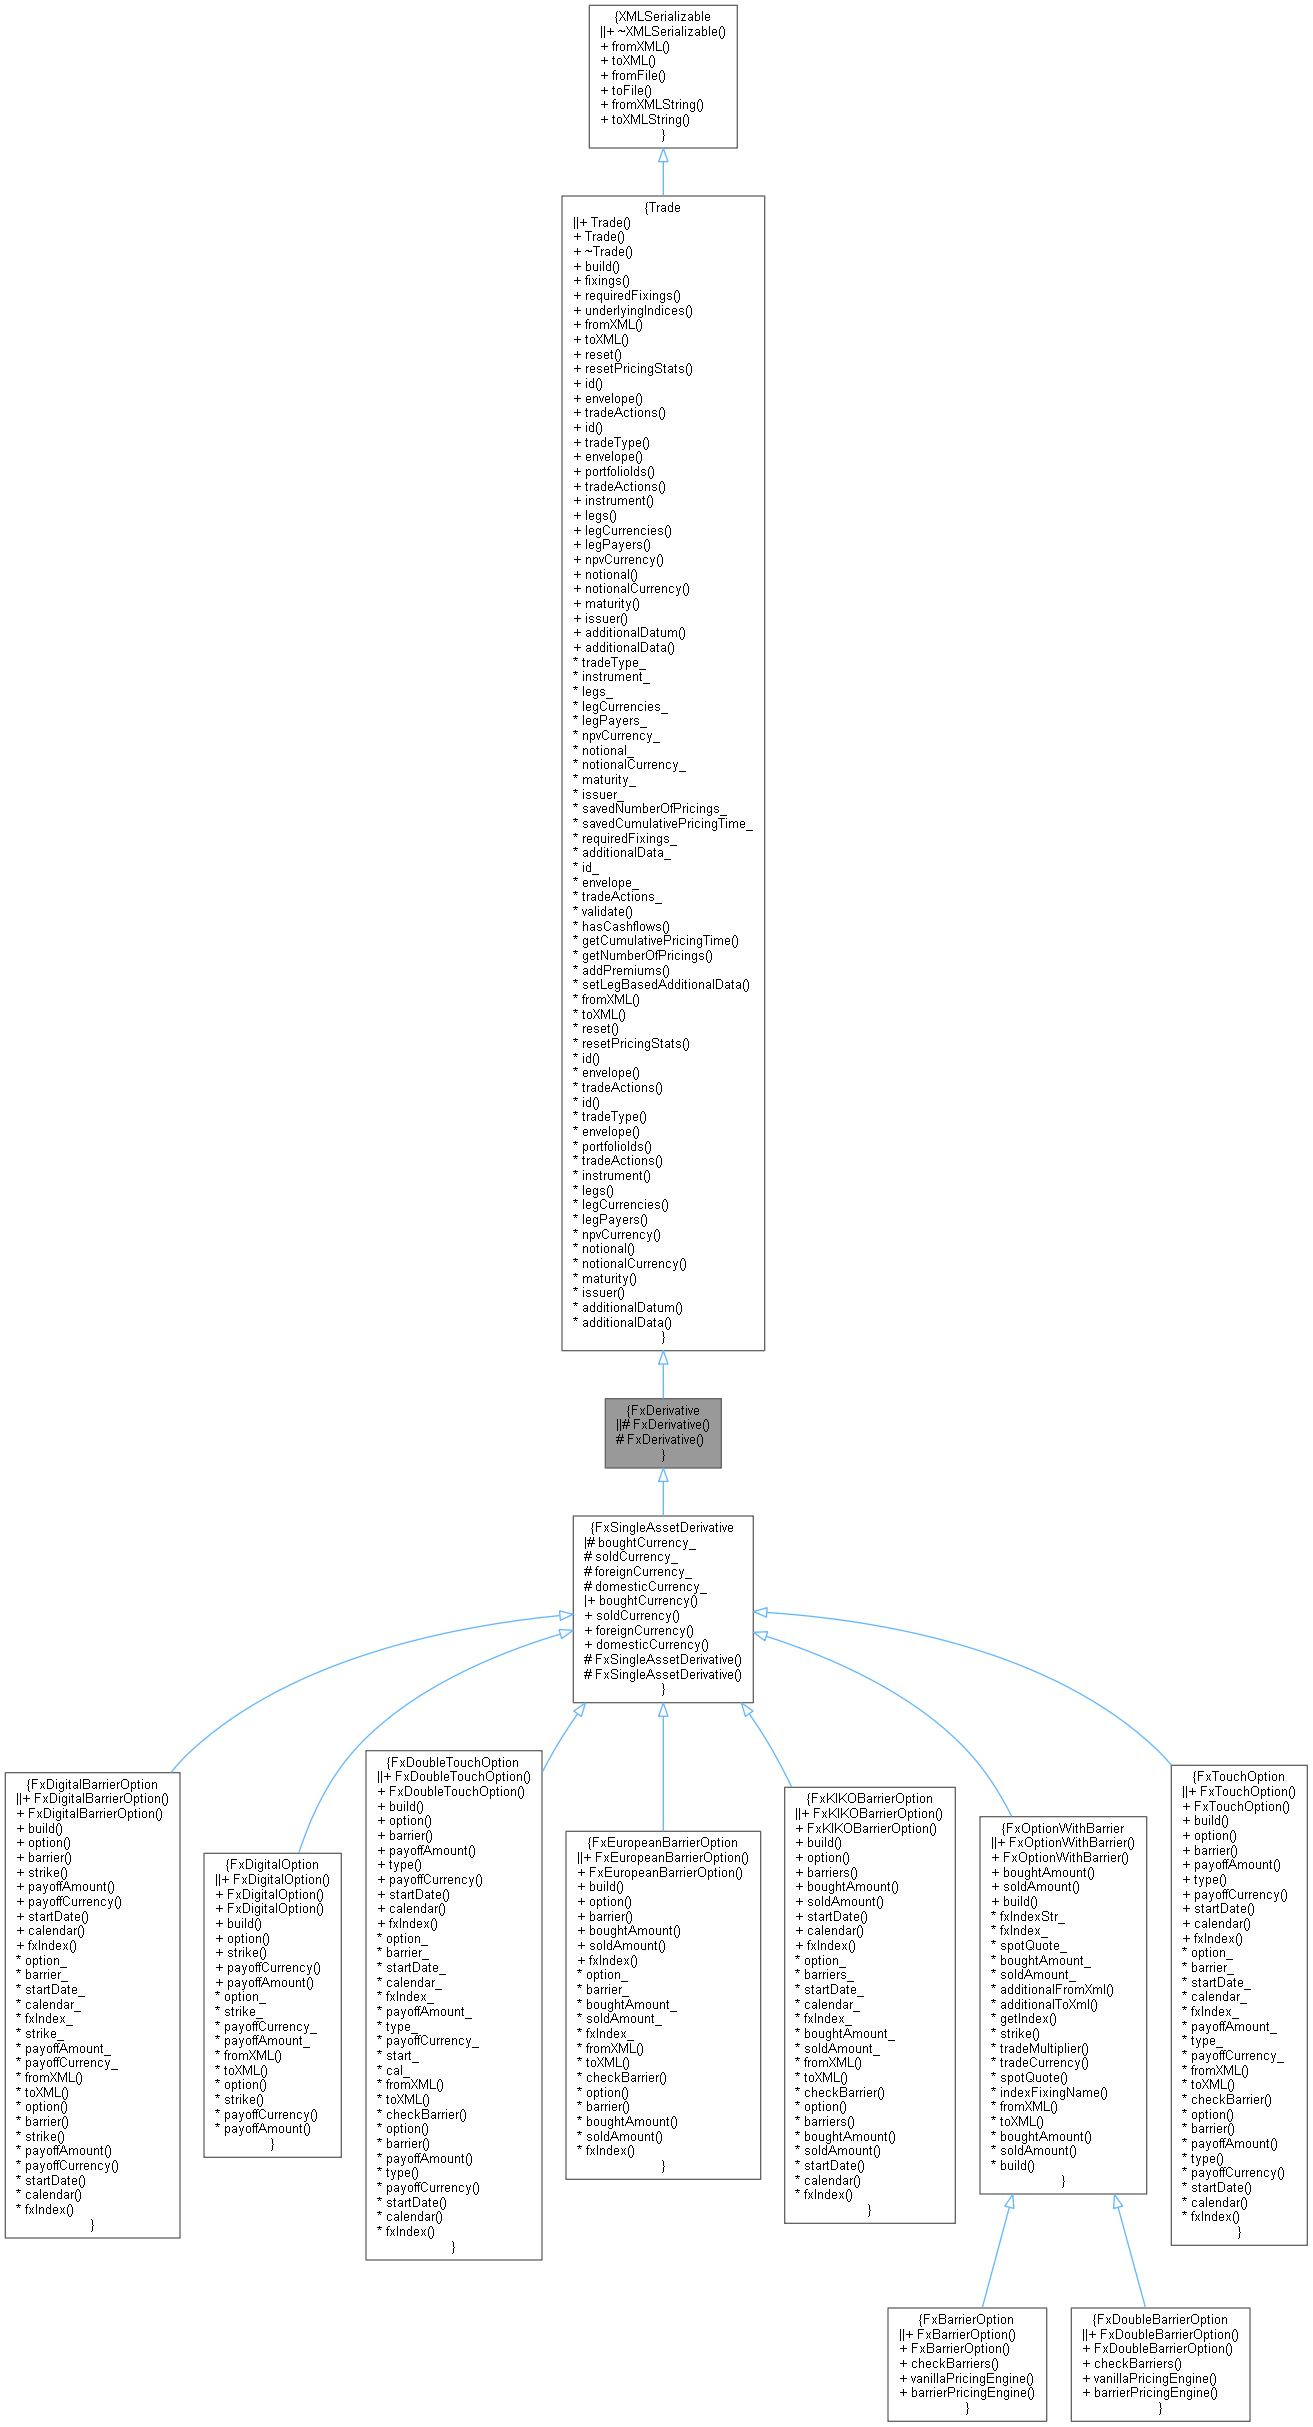 {XMLSerializable
||+ ~XMLSerializable()
+ fromXML()
+ toXML()
+ fromFile()
+ toFile()
+ fromXMLString()
+ toXMLString()
}
{Trade
||+ Trade()
+ Trade()
+ ~Trade()
+ build()
+ fixings()
+ requiredFixings()
+ underlyingIndices()
+ fromXML()
+ toXML()
+ reset()
+ resetPricingStats()
+ id()
+ envelope()
+ tradeActions()
+ id()
+ tradeType()
+ envelope()
+ portfolioIds()
+ tradeActions()
+ instrument()
+ legs()
+ legCurrencies()
+ legPayers()
+ npvCurrency()
+ notional()
+ notionalCurrency()
+ maturity()
+ issuer()
+ additionalDatum()
+ additionalData()
* tradeType_
* instrument_
* legs_
* legCurrencies_
* legPayers_
* npvCurrency_
* notional_
* notionalCurrency_
* maturity_
* issuer_
* savedNumberOfPricings_
* savedCumulativePricingTime_
* requiredFixings_
* additionalData_
* id_
* envelope_
* tradeActions_
* validate()
* hasCashflows()
* getCumulativePricingTime()
* getNumberOfPricings()
* addPremiums()
* setLegBasedAdditionalData()
* fromXML()
* toXML()
* reset()
* resetPricingStats()
* id()
* envelope()
* tradeActions()
* id()
* tradeType()
* envelope()
* portfolioIds()
* tradeActions()
* instrument()
* legs()
* legCurrencies()
* legPayers()
* npvCurrency()
* notional()
* notionalCurrency()
* maturity()
* issuer()
* additionalDatum()
* additionalData()
}
{FxDerivative
||# FxDerivative()
# FxDerivative()
}
{FxSingleAssetDerivative
|# boughtCurrency_
# soldCurrency_
# foreignCurrency_
# domesticCurrency_
|+ boughtCurrency()
+ soldCurrency()
+ foreignCurrency()
+ domesticCurrency()
# FxSingleAssetDerivative()
# FxSingleAssetDerivative()
}
{FxDigitalBarrierOption
||+ FxDigitalBarrierOption()
+ FxDigitalBarrierOption()
+ build()
+ option()
+ barrier()
+ strike()
+ payoffAmount()
+ payoffCurrency()
+ startDate()
+ calendar()
+ fxIndex()
* option_
* barrier_
* startDate_
* calendar_
* fxIndex_
* strike_
* payoffAmount_
* payoffCurrency_
* fromXML()
* toXML()
* option()
* barrier()
* strike()
* payoffAmount()
* payoffCurrency()
* startDate()
* calendar()
* fxIndex()
}
{FxDigitalOption
||+ FxDigitalOption()
+ FxDigitalOption()
+ FxDigitalOption()
+ build()
+ option()
+ strike()
+ payoffCurrency()
+ payoffAmount()
* option_
* strike_
* payoffCurrency_
* payoffAmount_
* fromXML()
* toXML()
* option()
* strike()
* payoffCurrency()
* payoffAmount()
}
{FxDoubleTouchOption
||+ FxDoubleTouchOption()
+ FxDoubleTouchOption()
+ build()
+ option()
+ barrier()
+ payoffAmount()
+ type()
+ payoffCurrency()
+ startDate()
+ calendar()
+ fxIndex()
* option_
* barrier_
* startDate_
* calendar_
* fxIndex_
* payoffAmount_
* type_
* payoffCurrency_
* start_
* cal_
* fromXML()
* toXML()
* checkBarrier()
* option()
* barrier()
* payoffAmount()
* type()
* payoffCurrency()
* startDate()
* calendar()
* fxIndex()
}
{FxEuropeanBarrierOption
||+ FxEuropeanBarrierOption()
+ FxEuropeanBarrierOption()
+ build()
+ option()
+ barrier()
+ boughtAmount()
+ soldAmount()
+ fxIndex()
* option_
* barrier_
* boughtAmount_
* soldAmount_
* fxIndex_
* fromXML()
* toXML()
* checkBarrier()
* option()
* barrier()
* boughtAmount()
* soldAmount()
* fxIndex()
}
{FxKIKOBarrierOption
||+ FxKIKOBarrierOption()
+ FxKIKOBarrierOption()
+ build()
+ option()
+ barriers()
+ boughtAmount()
+ soldAmount()
+ startDate()
+ calendar()
+ fxIndex()
* option_
* barriers_
* startDate_
* calendar_
* fxIndex_
* boughtAmount_
* soldAmount_
* fromXML()
* toXML()
* checkBarrier()
* option()
* barriers()
* boughtAmount()
* soldAmount()
* startDate()
* calendar()
* fxIndex()
}
{FxOptionWithBarrier
||+ FxOptionWithBarrier()
+ FxOptionWithBarrier()
+ boughtAmount()
+ soldAmount()
+ build()
* fxIndexStr_
* fxIndex_
* spotQuote_
* boughtAmount_
* soldAmount_
* additionalFromXml()
* additionalToXml()
* getIndex()
* strike()
* tradeMultiplier()
* tradeCurrency()
* spotQuote()
* indexFixingName()
* fromXML()
* toXML()
* boughtAmount()
* soldAmount()
* build()
}
{FxTouchOption
||+ FxTouchOption()
+ FxTouchOption()
+ build()
+ option()
+ barrier()
+ payoffAmount()
+ type()
+ payoffCurrency()
+ startDate()
+ calendar()
+ fxIndex()
* option_
* barrier_
* startDate_
* calendar_
* fxIndex_
* payoffAmount_
* type_
* payoffCurrency_
* fromXML()
* toXML()
* checkBarrier()
* option()
* barrier()
* payoffAmount()
* type()
* payoffCurrency()
* startDate()
* calendar()
* fxIndex()
}
{FxBarrierOption
||+ FxBarrierOption()
+ FxBarrierOption()
+ checkBarriers()
+ vanillaPricingEngine()
+ barrierPricingEngine()
}
{FxDoubleBarrierOption
||+ FxDoubleBarrierOption()
+ FxDoubleBarrierOption()
+ checkBarriers()
+ vanillaPricingEngine()
+ barrierPricingEngine()
}